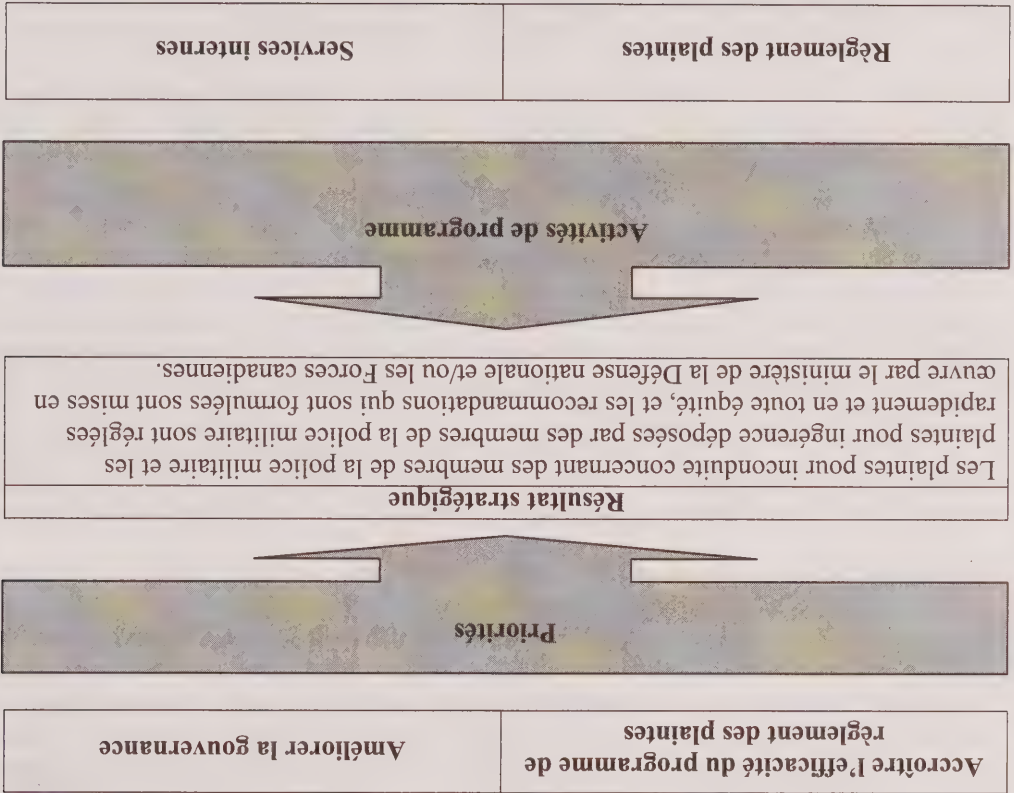 Accroître l'efficacité du programme de
règlement des plaintes
Améliorer la gouvernance
Priorités
Résultat stratégique
Les plaintes pour inconduite concernant des membres de la police militaire et les
plaintes pour ingérence déposées par des membres de la police militaire sont réglées
rapidement et en toute équité, et les recommandations qui sont formulées sont mises en
œuvre par le ministère de la Défense nationale et/ou les Forces canadiennes.
Activités de programme
Règlement des plaintes
Services internes